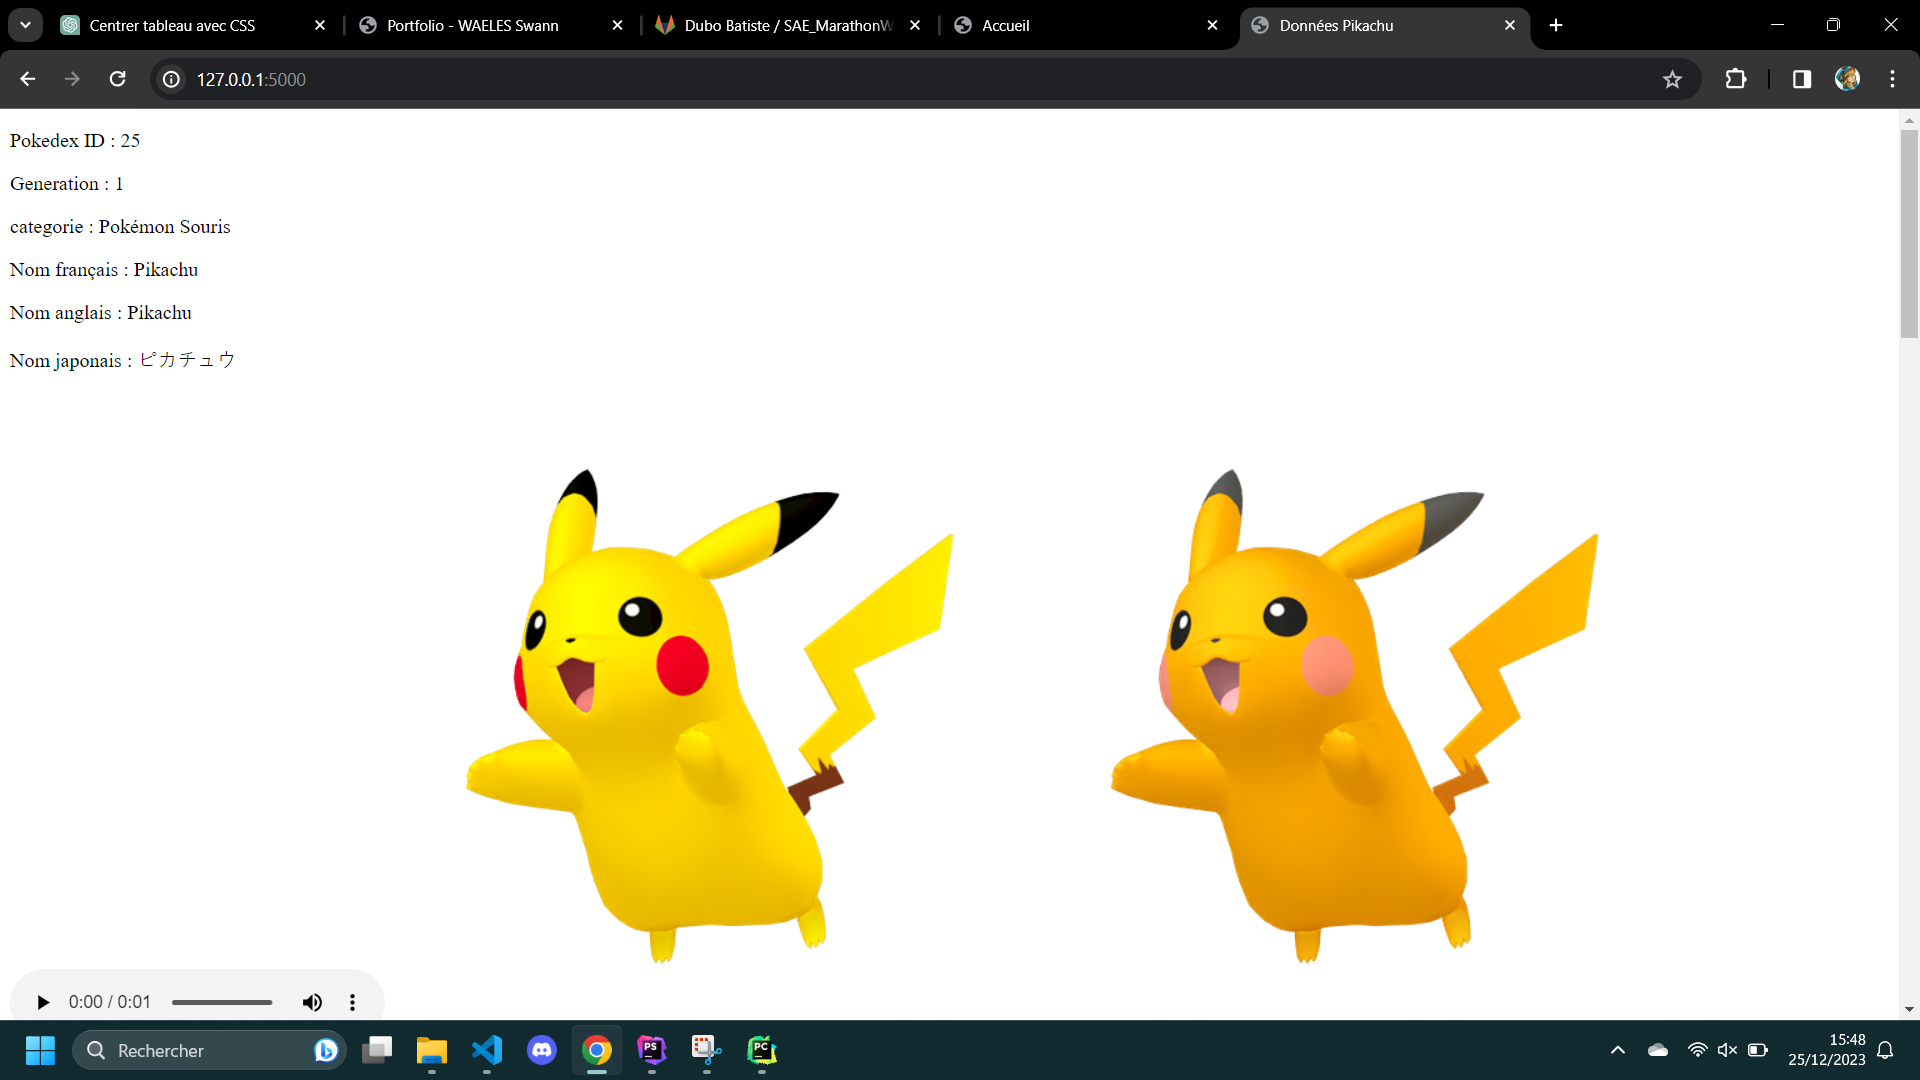 Centrer tableau avec CSS
Portfolio - WAELES Swann
Dubo Batiste / SAE_MarathonW
Accueil
Données Pikachu
127.0.0.1:5000
Pokedex ID : 25
Generation : 1
categorie : Pokémon Souris
Nom français : Pikachu
Nom anglais : Pikachu
Nom japonais : ピカチュウ
0:00 / 0:01
Rechercher
PS
PC
15:48
25/12/2023